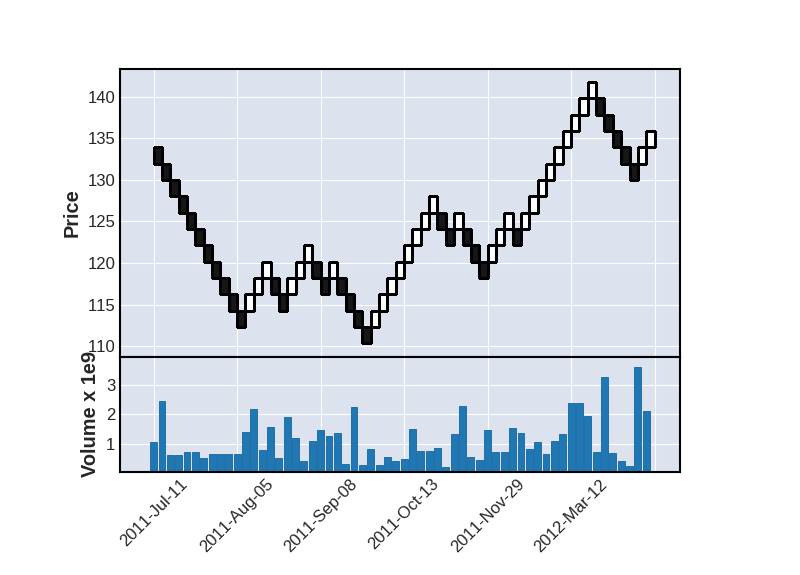 140
135
130
125
120
115
110
Price
3
2
1
Volume x 1e9
2011-Jul-11
2011-Aug-05
2011-Sep-08
2011-Oct-13
2011-Nov-29
2012-Mar-12